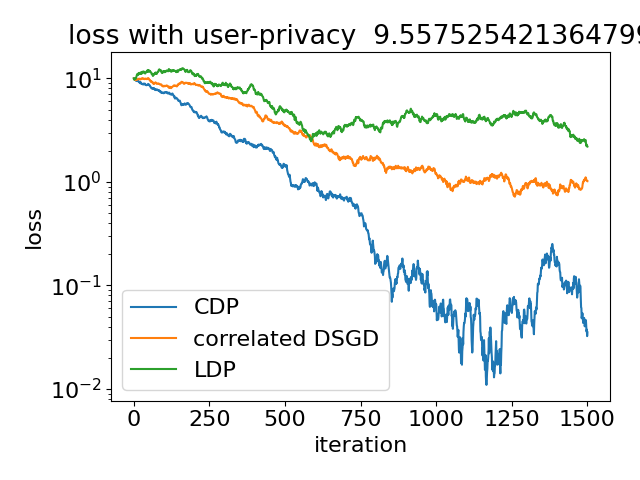 loss with user-privacy 9.557525421364799
10¹
10⁰
10⁻¹
10⁻²
loss
CDP
correlated DSGD
LDP
0 250 500 750 1000 1250 1500
iteration